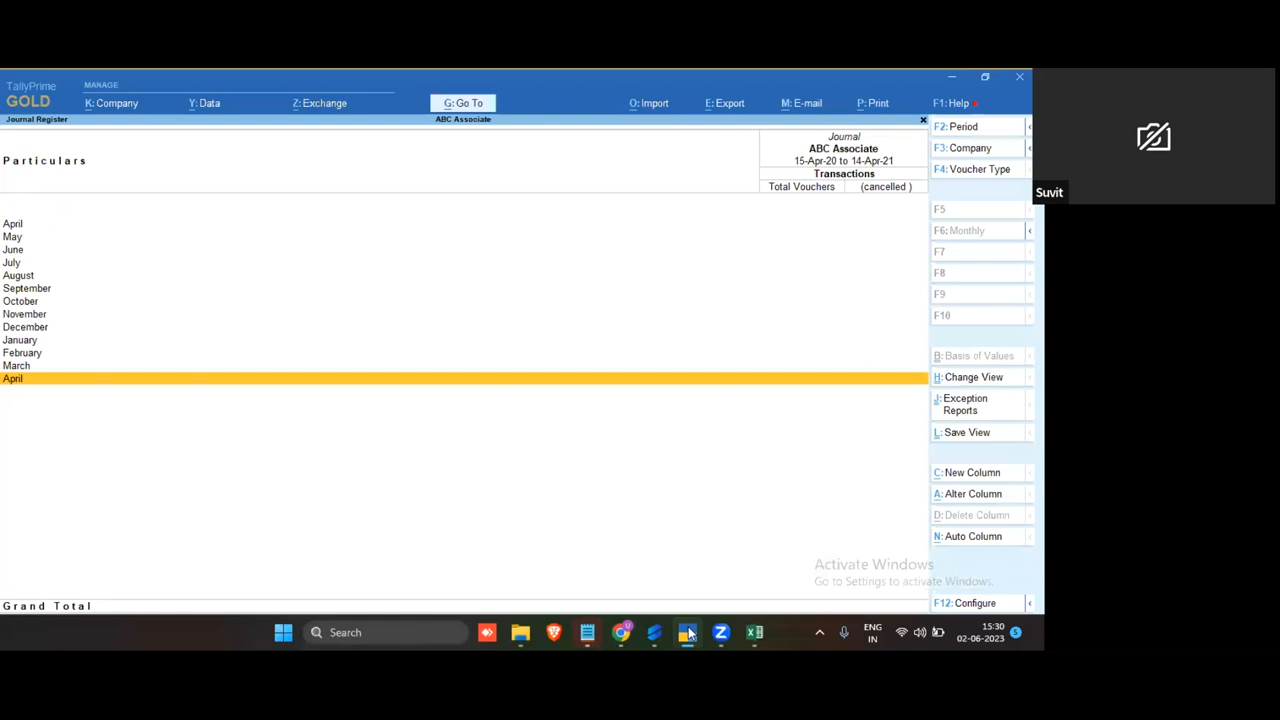 TallyPrime
GOLD
MANAGE
K: Company
Y: Data
Z: Exchange
G: Go To
O: Import
E: Export
M: E-mail
P: Print
F1: Help
Journal Register
ABC Associate
Particulars
Journal
ABC Associate
15-Apr-20 to 14-Apr-21
Transactions
Total Vouchers
(cancelled )
April
May
June
July
August
September
October
November
December
January
February
March
April
Grand Total
F2: Period
F3: Company
F4: Voucher Type
F5
F6: Monthly
F7
F8
F9
F10
B: Basis of Values
H: Change View
J: Exception
Reports
L: Save View
C: New Column
A: Alter Column
D: Delete Column
N: Auto Column
F12: Configure
Activate Windows
Go to Settings to activate Windows.
Suvit
Search
ENG
IN
15:30
02-06-2023
5